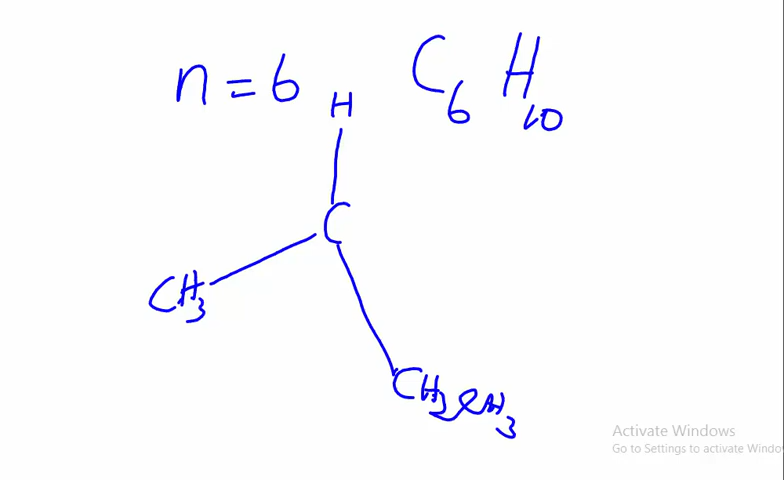 n = 6 C6 H10
H
C
CH3
CH2CH3
Activate Windows
Go to Settings to activate Windo